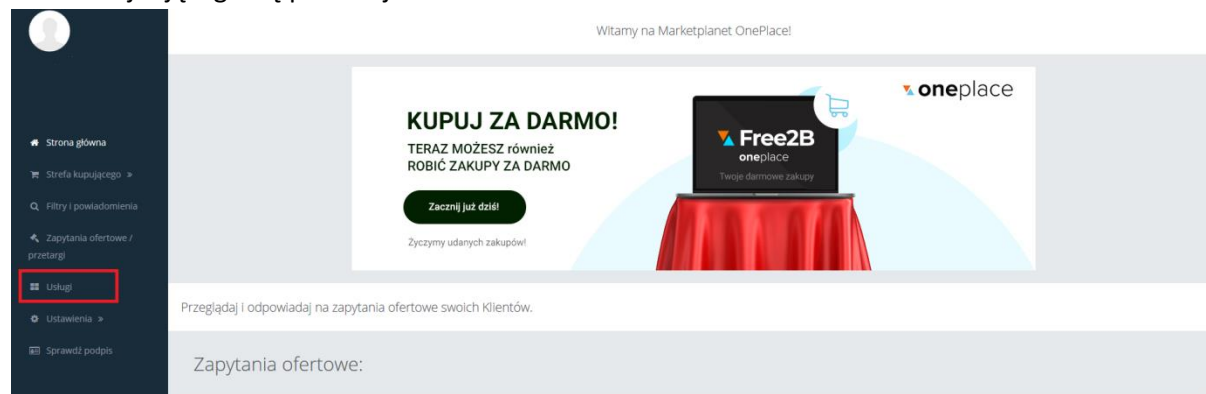 Witamy na Marketplanet OnePlace!
oneplace
KUPUJ ZA DARMO!
TERAZ MOŻESZ również
ROBIĆ ZAKUPY ZA DARMO
Zacznij już dziś!
Życzymy udanych zakupów!
Free2B
oneplace
Twoje darmowe zakupy
Strona główna
Strefa kupującego »
Filtry i powiadomienia
Zapytania ofertowe /
przetargi
Usługi
Ustawienia »
Sprawdź podpis
Przeglądaj i odpowiadaj na zapytania ofertowe swoich Klientów.
Zapytania ofertowe: